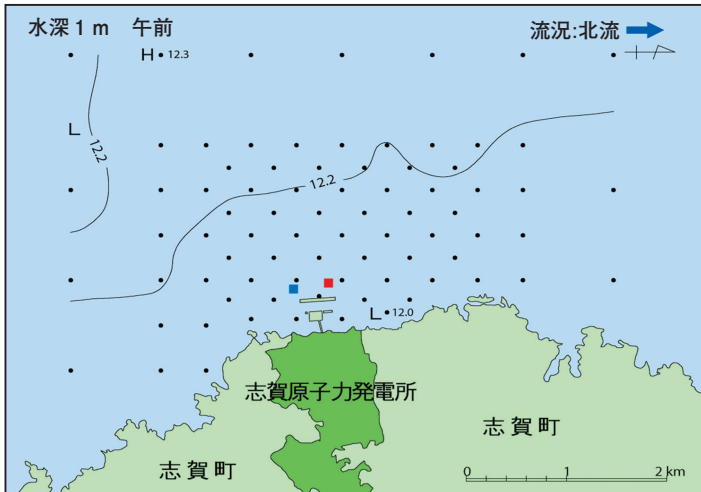 水深1m 午前
流況:北流
H 12.3
L
12.2
12.2
L 12.0
志賀原子力発電所
志賀町
志賀町
0 1 2 km